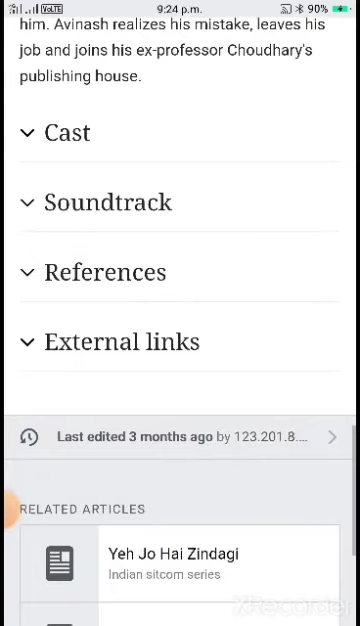 VoLTE 9:24 p.m. 90%
him. Avinash realizes his mistake, leaves his
job and joins his ex-professor Choudhary's
publishing house.
Cast
Soundtrack
References
External links
Last edited 3 months ago by 123.201.8....
RELATED ARTICLES
Yeh Jo Hai Zindagi
Indian sitcom series
XRecorder